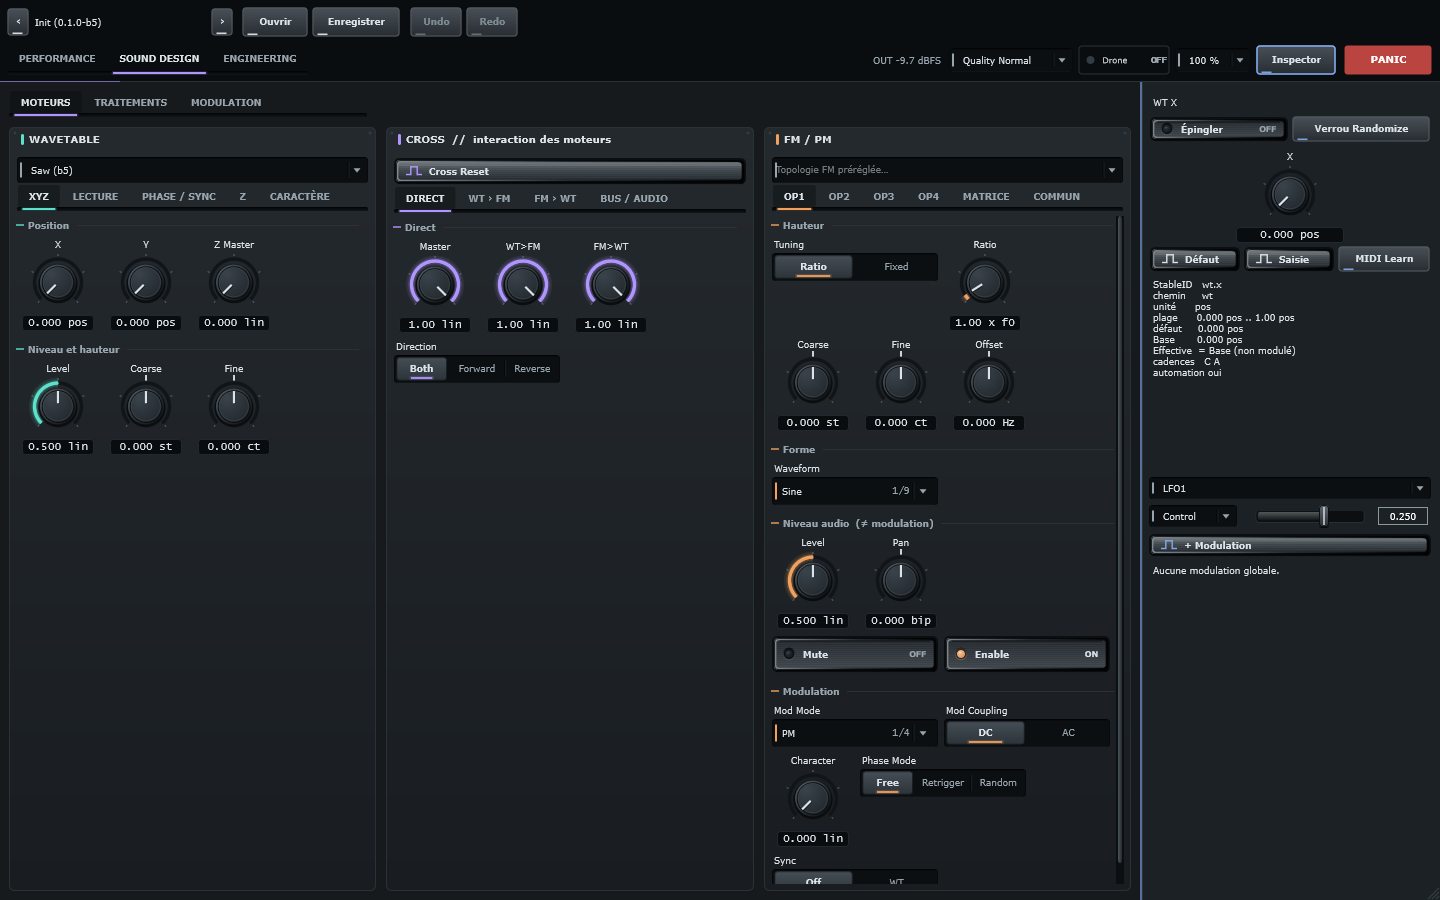 ‹ Init (0.1.0-b5) › Ouvrir Enregistrer Undo Redo
PERFORMANCE SOUND DESIGN ENGINEERING
OUT -9.7 dBFS Quality Normal Drone OFF 100 % Inspector PANIC
MOTEURS TRAITEMENTS MODULATION
WAVETABLE
Saw (b5)
XYZ LECTURE PHASE / SYNC Z CARACTÈRE
Position
X Y Z Master
0.000 pos 0.000 pos 0.000 lin
Niveau et hauteur
Level Coarse Fine
0.500 lin 0.000 st 0.000 ct
CROSS // interaction des moteurs
Cross Reset
DIRECT WT › FM FM › WT BUS / AUDIO
Direct
Master WT>FM FM>WT
1.00 lin 1.00 lin 1.00 lin
Direction
Both Forward Reverse
FM / PM
Topologie FM préréglée...
OP1 OP2 OP3 OP4 MATRICE COMMUN
Hauteur
Tuning Ratio
Ratio Fixed
1.00 x f0
Coarse Fine Offset
0.000 st 0.000 ct 0.000 Hz
Forme
Waveform
Sine 1/9
Niveau audio (≠ modulation)
Level Pan
0.500 lin 0.000 bip
Mute OFF Enable ON
Modulation
Mod Mode Mod Coupling
PM 1/4 DC AC
Character Phase Mode
Free Retrigger Random
0.000 lin
Sync
Off WT
WT X
Épingler OFF Verrou Randomize
X
0.000 pos
Défaut Saisie MIDI Learn
StableID wt.x
chemin wt
unité pos
plage 0.000 pos .. 1.00 pos
défaut 0.000 pos
Base 0.000 pos
Effective = Base (non modulé)
cadences C A
automation oui
LFO1
Control 0.250
+ Modulation
Aucune modulation globale.